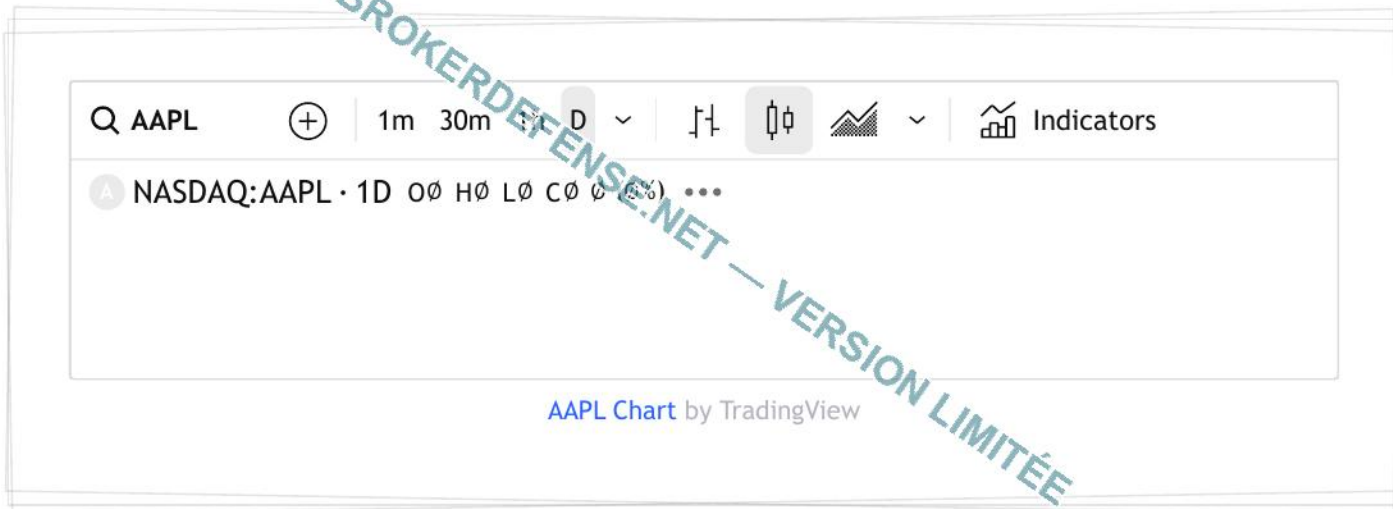 BROKERDEFENSE.NET — VERSION LIMITÉE
AAPL 1m 30m 1h D Indicators
A NASDAQ:AAPL · 1D OØ HØ LØ CØ Ø (Ø%) •••
AAPL Chart by TradingView